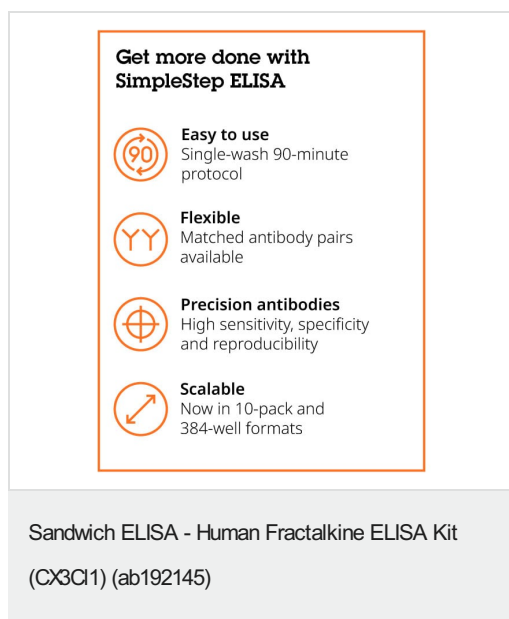 Get more done with
SimpleStep ELISA
90
Easy to use
Single-wash 90-minute
protocol
YY
Flexible
Matched antibody pairs
available
Precision antibodies
High sensitivity, specificity
and reproducibility
Scalable
Now in 10-pack and
384-well formats
Sandwich ELISA - Human Fractalkine ELISA Kit
(CX3Cl1) (ab192145)